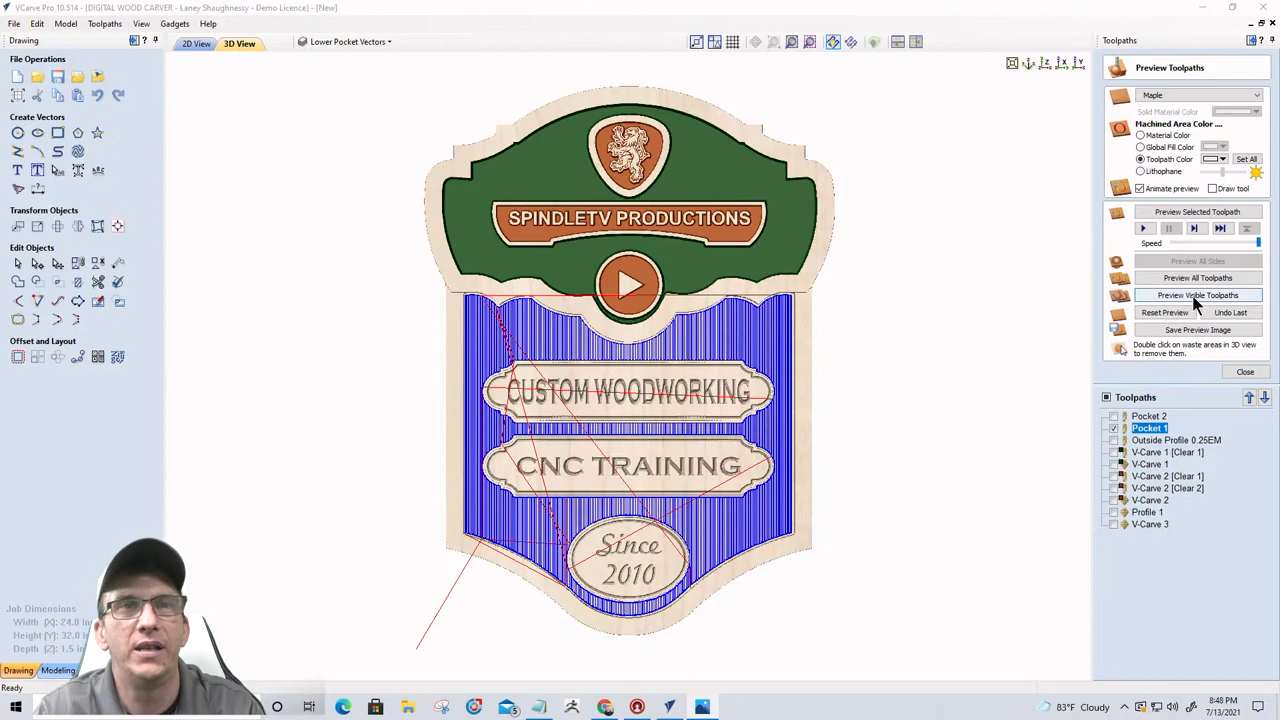 VCarve Pro 10.514 - {DIGITAL WOOD CARVER - Laney Shaughnessy - Demo Licence} - [New]
File Edit Model Toolpaths View Gadgets Help
Drawing
2D View 3D View Lower Pocket Vectors
Toolpaths
File Operations
Create Vectors
Transform Objects
Edit Objects
Offset and Layout
Job Dimensions
Width [X]: 24.0 in
Height [Y]: 32.0 in
Depth [Z]: 1.5 in
Drawing Modeling
Ready
SPINDLETV PRODUCTIONS
CUSTOM WOODWORKING
CNC TRAINING
Since
2010
Preview Toolpaths
Maple
Solid Material Color
Machined Area Color ....
Material Color
Global Fill Color
Toolpath Color Set All
Lithophane
Animate preview Draw tool
Preview Selected Toolpath
Speed
Preview All Sides
Preview All Toolpaths
Preview Visible Toolpaths
Reset Preview Undo Last
Save Preview Image
Double click on waste areas in 3D view
to remove them.
Close
Toolpaths
Pocket 2
Pocket 1
Outside Profile 0.25EM
V-Carve 1 [Clear 1]
V-Carve 1
V-Carve 2 [Clear 1]
V-Carve 2 [Clear 2]
V-Carve 2
Profile 1
V-Carve 3
83°F Cloudy
8:48 PM
7/13/2021